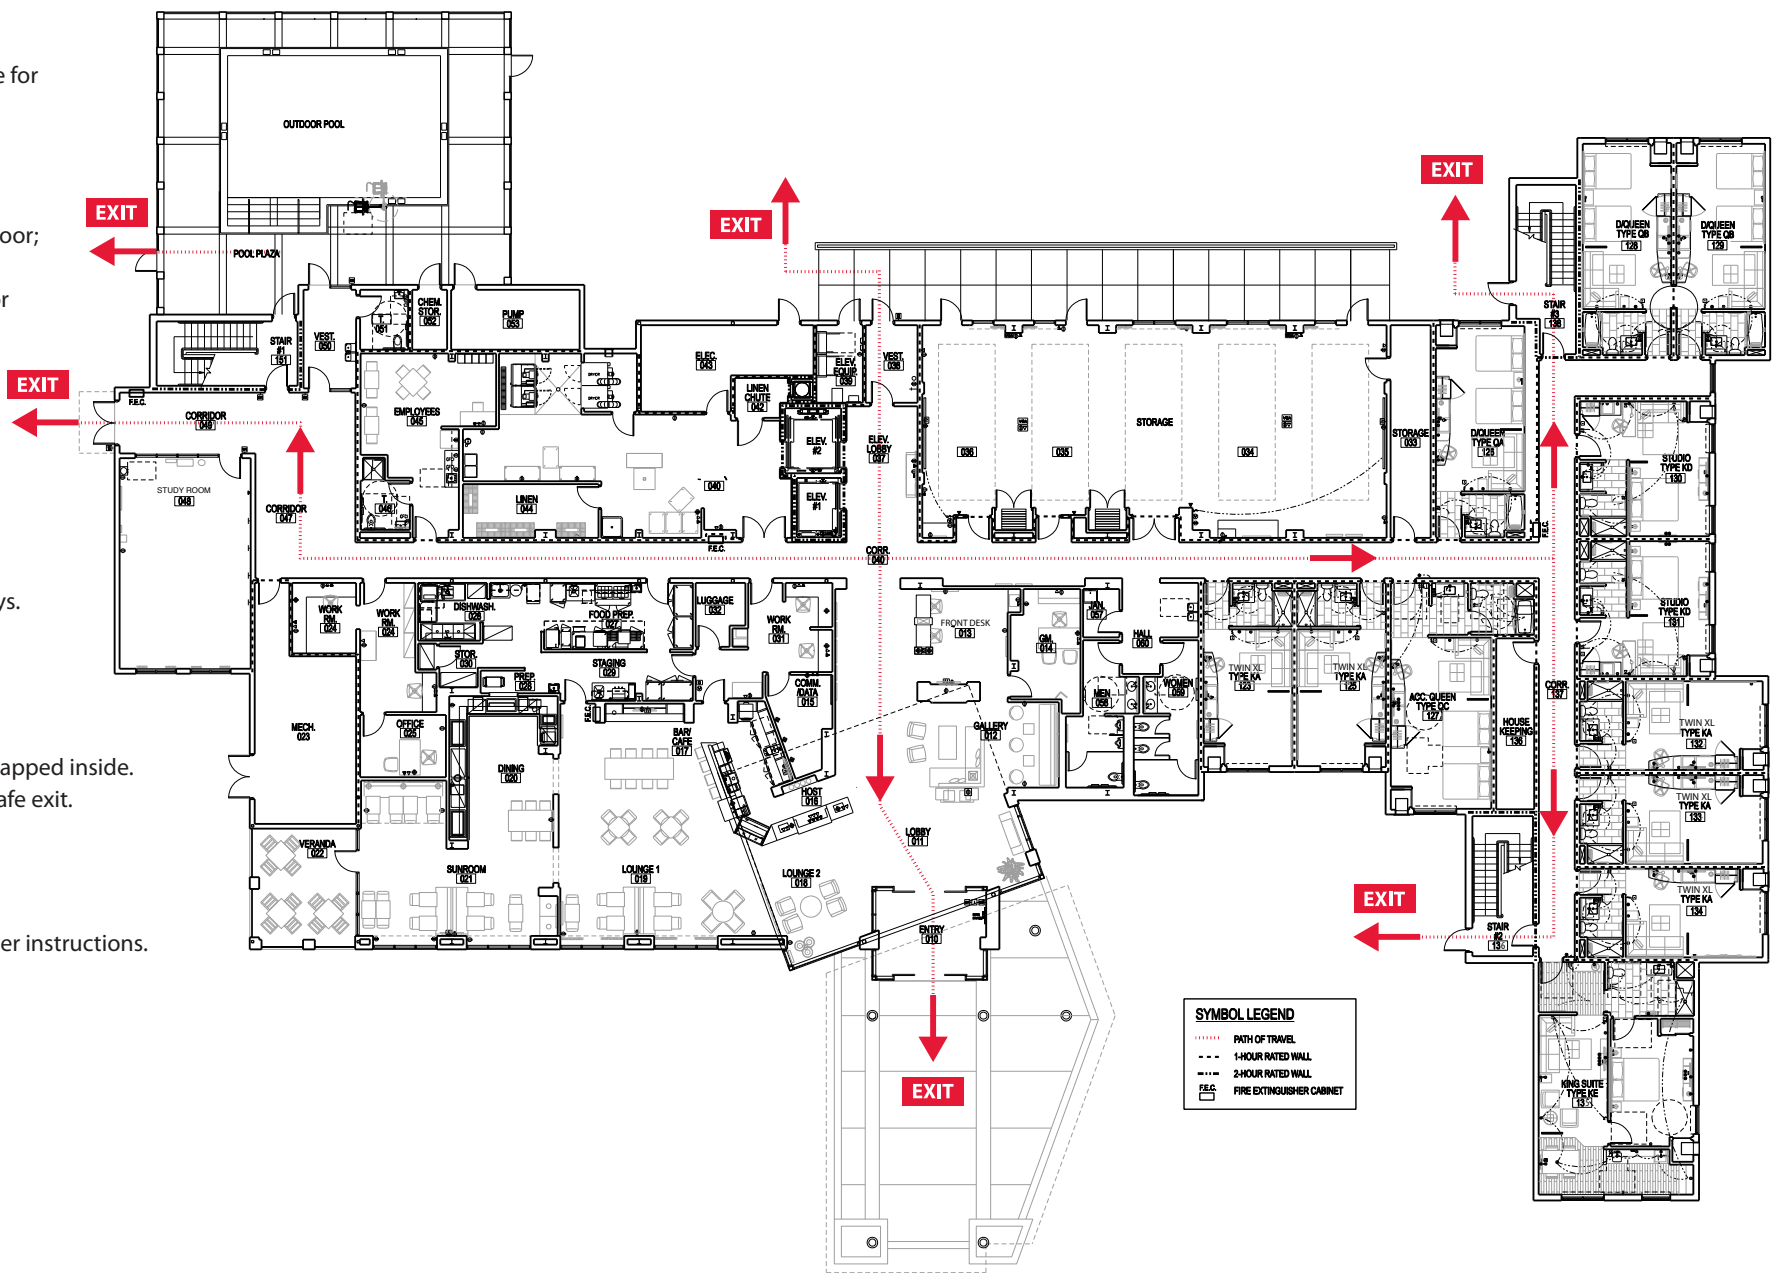 e for
oor;
or
ys.
apped inside.
afe exit.
er instructions.
OUTDOOR POOL
EXIT
POOL PLAZA
EXIT
EXIT
EXIT
STAIR
#1
151
VEST.
050
051
CHEM.
STOR.
052
PUMP
053
ELEC.
043
LINEN
CHUTE
042
ELEV
EQUIP
039
VEST.
038
F.E.C.
CORRIDOR
049
EMPLOYEES
045
DRYER
DRYER
ELEV.
#2
ELEV.
LOBBY
037
ELEV.
#1
STUDY ROOM
048
CORRIDOR
047
046
LINEN
044
040
F.E.C.
STORAGE
036
035
034
STORAGE
033
D/QUEEN
TYPE QA
126
D/QUEEN
TYPE QB
128
D/QUEEN
TYPE QB
129
STAIR
#3
138
STUDIO
TYPE KD
130
F.E.C.
STUDIO
TYPE KD
131
CORR.
040
WORK
RM.
024
WORK
RM.
024
DISHWASH.
026
FOOD PREP.
027
LUGGAGE
032
WORK
RM.
031
STOR.
030
PREP.
028
STAGING
029
COMM.
/DATA
015
FRONT DESK
013
GM.
014
JAN.
057
HALL
060
MEN
058
WOMEN
059
TWIN XL
TYPE KA
123
TWIN XL
TYPE KA
125
ACC. QUEEN
TYPE QC
127
HOUSE
KEEPING
136
CORR.
137
TWIN XL
TYPE KA
132
TWIN XL
TYPE KA
133
TWIN XL
TYPE KA
134
MECH.
023
OFFICE
025
F.E.C.
BAR/
CAFE
017
DINING
020
GALLERY
012
HOST
016
LOBBY
011
VERANDA
022
SUNROOM
021
LOUNGE 1
019
LOUNGE 2
018
ENTRY
010
EXIT
EXIT
STAIR
#2
KING SUITE
TYPE KE
SYMBOL LEGEND
PATH OF TRAVEL
1-HOUR RATED WALL
2-HOUR RATED WALL
F.E.C.
FIRE EXTINGUISHER CABINET